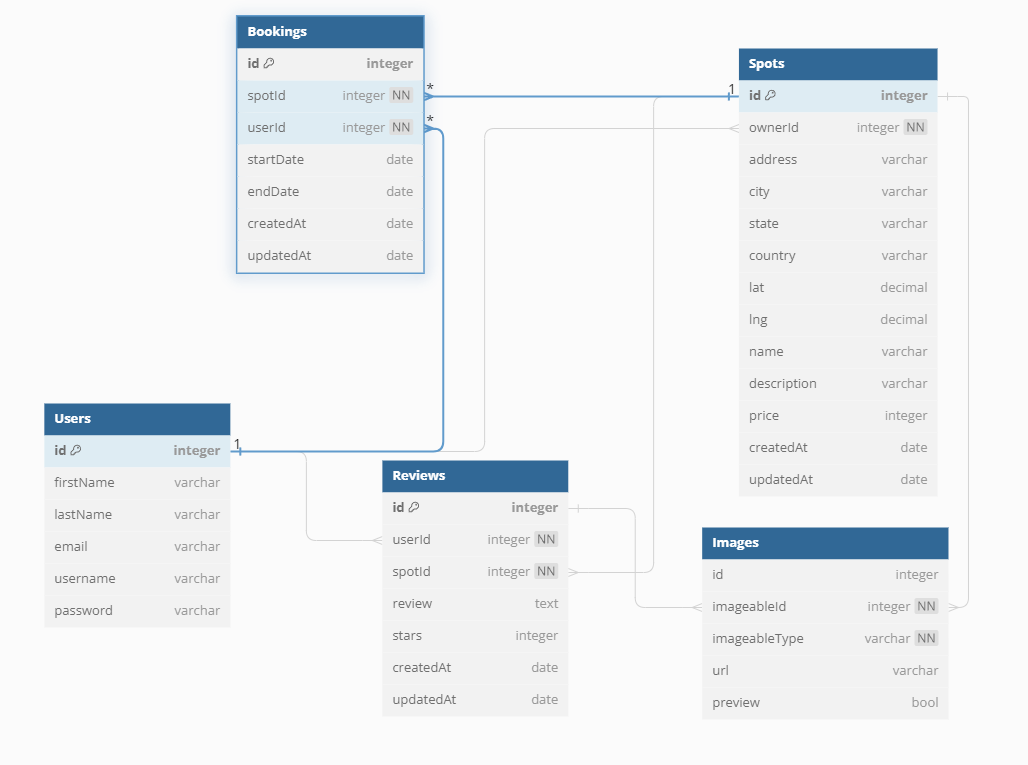 Bookings
id integer
spotId integer NN
userId integer NN
startDate date
endDate date
createdAt date
updatedAt date
*
*
1
Spots
id integer
ownerId integer NN
address varchar
city varchar
state varchar
country varchar
lat decimal
lng decimal
name varchar
description varchar
price integer
createdAt date
updatedAt date
Users
id integer
firstName varchar
lastName varchar
email varchar
username varchar
password varchar
1
Reviews
id integer
userId integer NN
spotId integer NN
review text
stars integer
createdAt date
updatedAt date
Images
id integer
imageableId integer NN
imageableType varchar NN
url varchar
preview bool